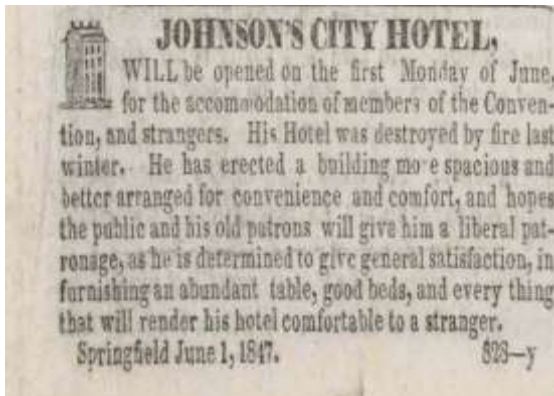 JOHNSON'S CITY HOTEL,
WILL be opened on the first Monday of June,
for the accommodation of members of the Conven-
tion, and strangers. His Hotel was destroyed by fire last
winter. He has erected a building more spacious and
better arranged for convenience and comfort, and hopes
the public and his old patrons will give him a liberal pat-
ronage, as he is determined to give general satisfaction, in
furnishing an abundant table, good beds, and every thing
that will render his hotel comfortable to a stranger.
Springfield June 1, 1847. 828—y